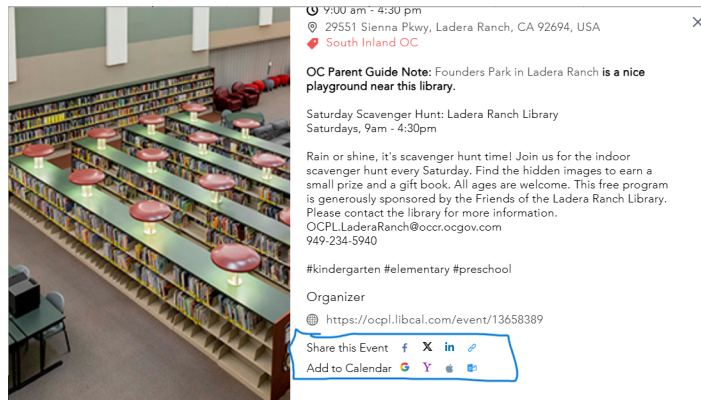 9:00 am - 4:30 pm
29551 Sienna Pkwy, Ladera Ranch, CA 92694, USA
South Inland OC
OC Parent Guide Note: Founders Park in Ladera Ranch is a nice
playground near this library.
Saturday Scavenger Hunt: Ladera Ranch Library
Saturdays, 9am - 4:30pm
Rain or shine, it's scavenger hunt time! Join us for the indoor
scavenger hunt every Saturday. Find the hidden images to earn a
small prize and a gift book. All ages are welcome. This free program
is generously sponsored by the Friends of the Ladera Ranch Library.
Please contact the library for more information.
OCPL.LaderaRanch@occr.ocgov.com
949-234-5940
#kindergarten #elementary #preschool
Organizer
https://ocpl.libcal.com/event/13658389
Share this Event
Add to Calendar